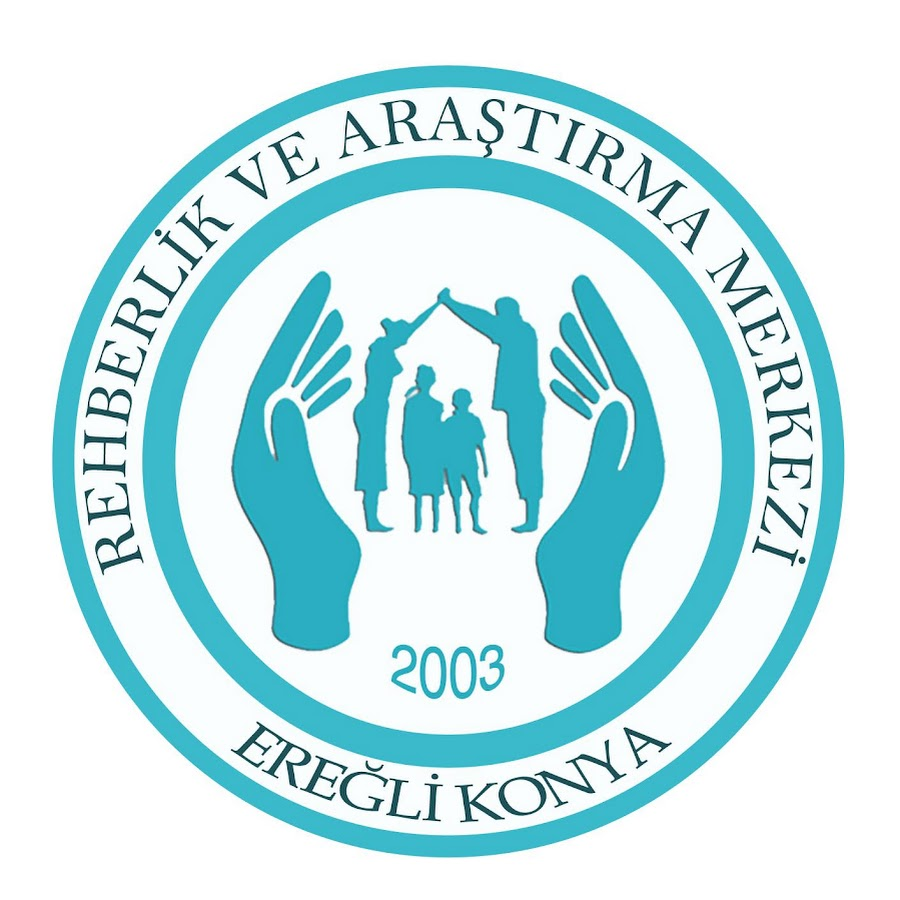 REHBERLİK VE ARAŞTIRMA MERKEZİ
2003
EREĞLİ KONYA